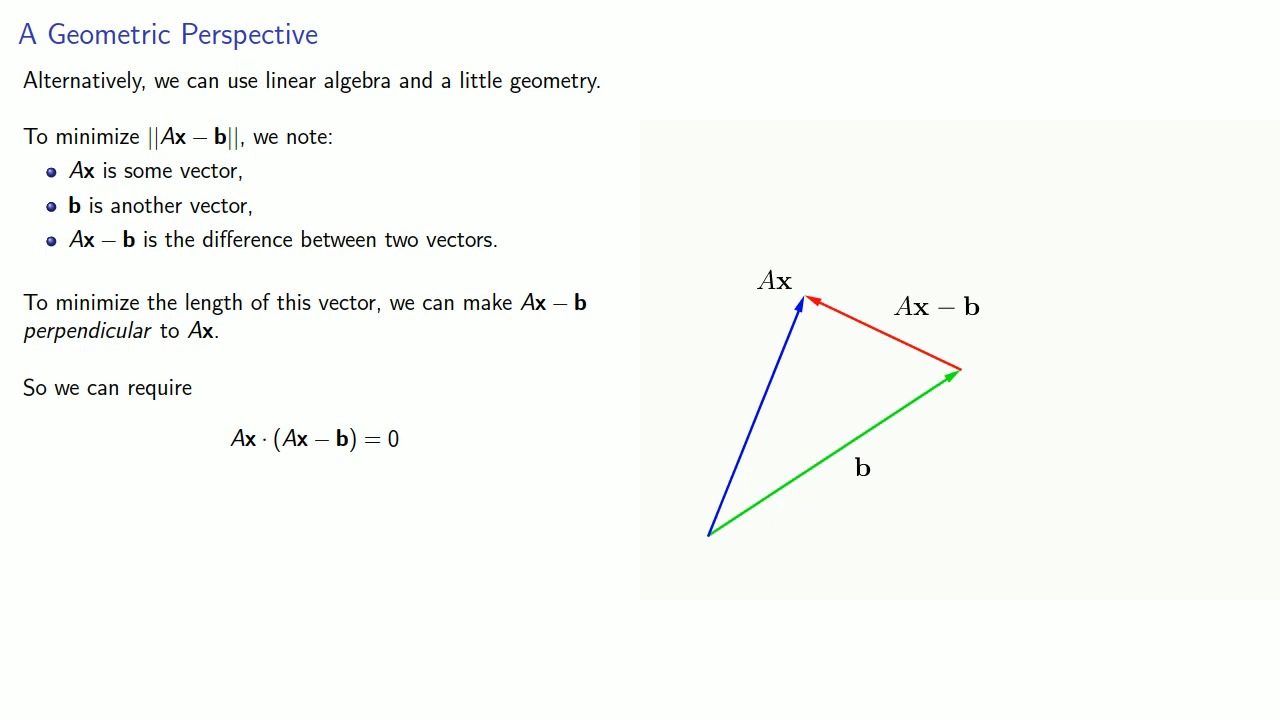 A Geometric Perspective
Alternatively, we can use linear algebra and a little geometry.
To minimize ||Ax − b||, we note:
Ax is some vector,
b is another vector,
Ax − b is the difference between two vectors.
To minimize the length of this vector, we can make Ax − b
perpendicular to Ax.
So we can require
Ax · (Ax − b) = 0
Ax
Ax − b
b